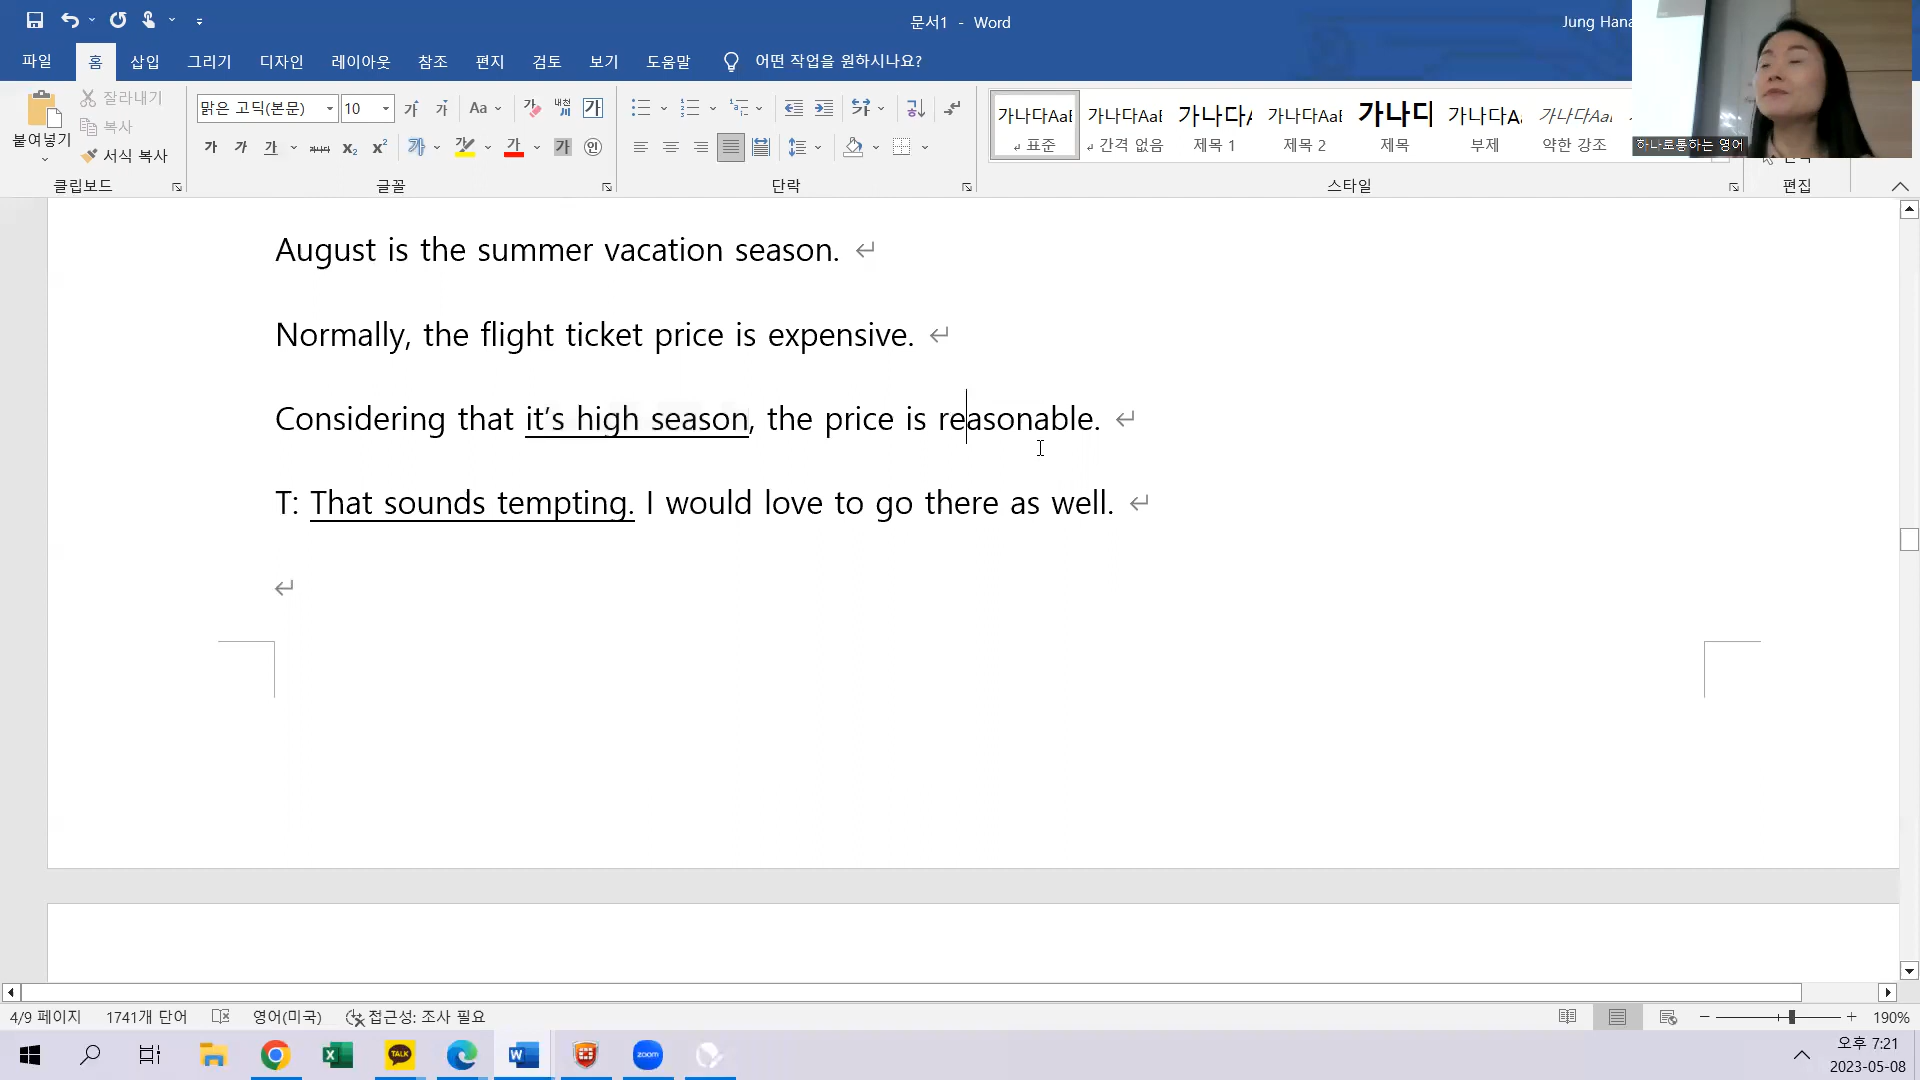 문서1 - Word
Jung Hana
파일 홈 삽입 그리기 디자인 레이아웃 참조 편지 검토 보기 도움말 어떤 작업을 원하시나요?
붙여넣기
잘라내기
복사
서식 복사
클립보드
맑은 고딕(본문) 10
글꼴
단락
가나다AaB 표준
가나다AaB 간격 없음
가나다A 제목 1
가나다AaB 제목 2
가나다 제목
가나다Aa 부제
가나다AaB 약한 강조
스타일
편집
하나로통하는 영어
August is the summer vacation season.
Normally, the flight ticket price is expensive.
Considering that it’s high season, the price is reasonable.
T: That sounds tempting. I would love to go there as well.
4/9 페이지 1741개 단어 영어(미국) 접근성: 조사 필요 190%
TALK
zoom
오후 7:21
2023-05-08